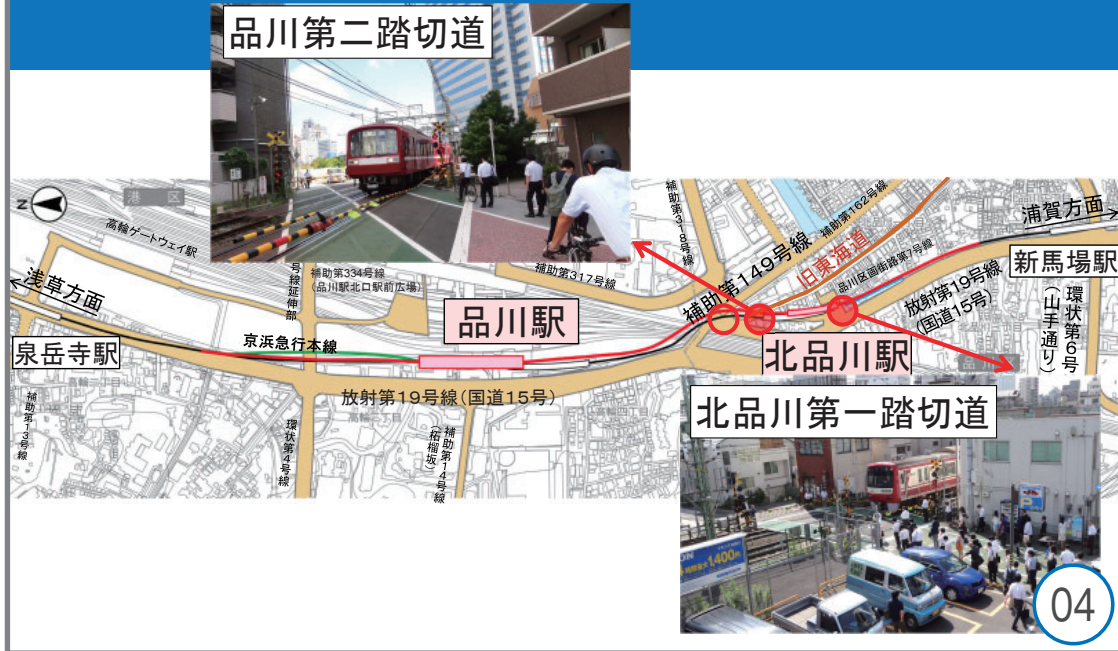 品川第二踏切道
N
港 区
高輪ゲートウェイ駅
浅草方面
泉岳寺駅
京浜急行本線
号線延伸部
補助第334号線
(品川駅北口駅前広場)
品川駅
補助第317号線
補助第318号線
補助第149号線
補助第162号線
旧東海道
品川区画街路第7号線
浦賀方面
新馬場駅
放射第19号線
(国道15号)
環状第6号
(山手通り)
北品川駅
放射第19号線(国道15号)
補助第13号線
環状第4号線
補助第14号線
(柘榴坂)
北品川第一踏切道
1,400円
04